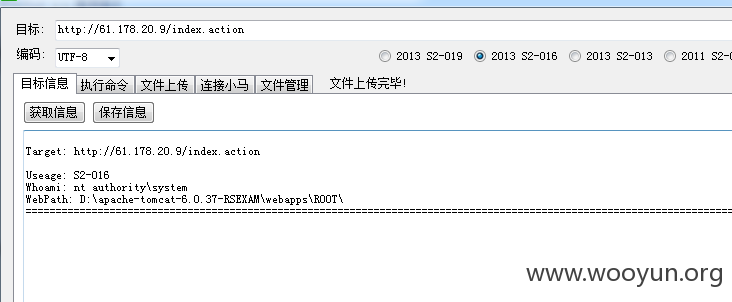 目标: http://61.178.20.9/index.action
编码: UTF-8 2013 S2-019 2013 S2-016 2013 S2-013 2011 S2-0
目标信息 执行命令 文件上传 连接小马 文件管理 文件上传完毕!
获取信息 保存信息
Target: http://61.178.20.9/index.action
Useage: S2-016
Whoami: nt authority\system
WebPath: D:\apache-tomcat-6.0.37-RSEXAM\webapps\ROOT\
================================================================================
www.wooyun.org